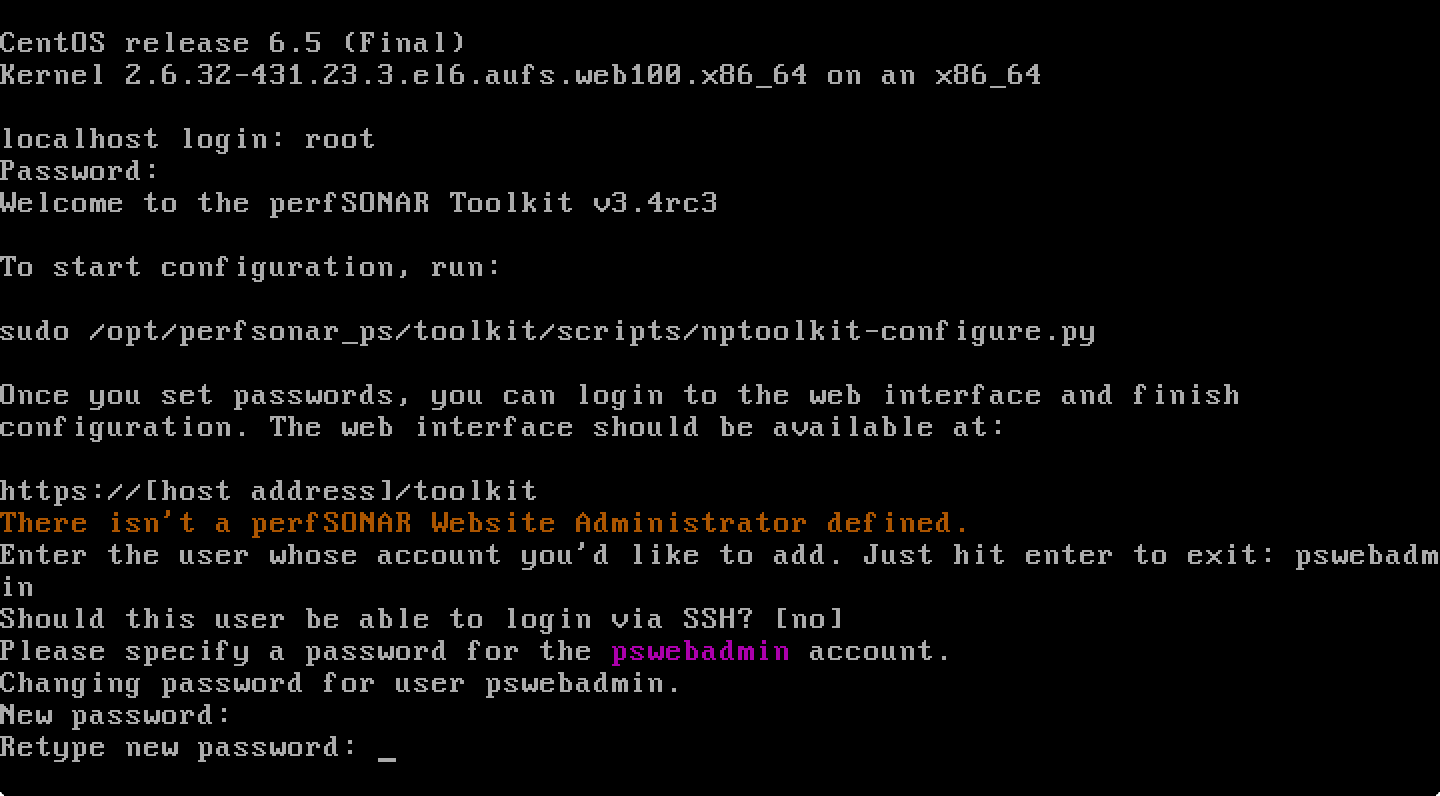 CentOS release 6.5 (Final)
Kernel 2.6.32-431.23.3.el6.aufs.web100.x86_64 on an x86_64
localhost login: root
Password:
Welcome to the perfSONAR Toolkit v3.4rc3
To start configuration, run:
sudo /opt/perfsonar_ps/toolkit/scripts/nptoolkit-configure.py
Once you set passwords, you can login to the web interface and finish
configuration. The web interface should be available at:
https://[host address]/toolkit
There isn't a perfSONAR Website Administrator defined.
Enter the user whose account you'd like to add. Just hit enter to exit: pswebadm
in
Should this user be able to login via SSH? [no]
Please specify a password for the pswebadmin account.
Changing password for user pswebadmin.
New password:
Retype new password: _